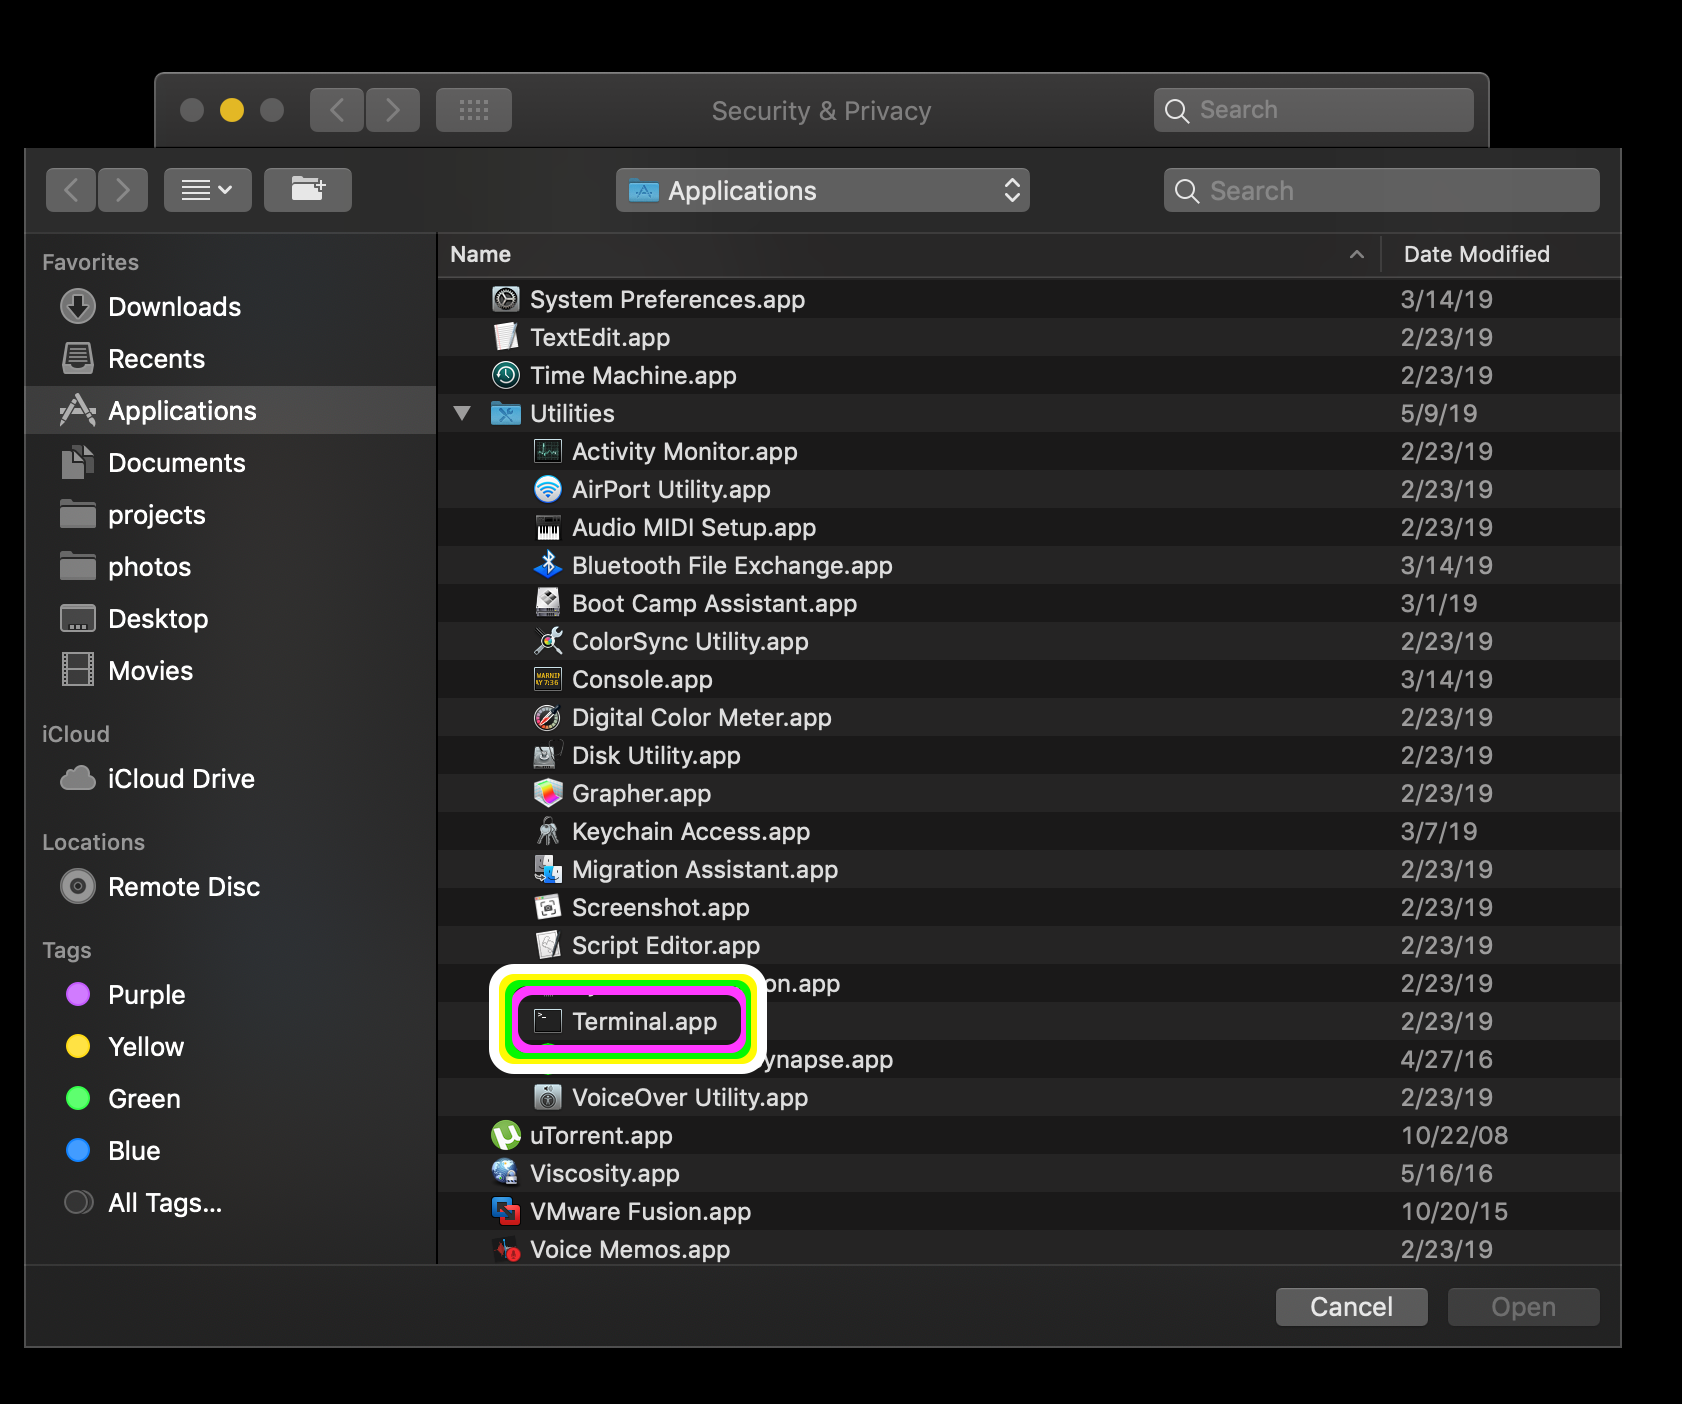 Security & Privacy
Search
Applications
Search
Favorites
Downloads
Recents
Applications
Documents
projects
photos
Desktop
Movies
iCloud
iCloud Drive
Locations
Remote Disc
Tags
Purple
Yellow
Green
Blue
All Tags...
Name Date Modified
System Preferences.app 3/14/19
TextEdit.app 2/23/19
Time Machine.app 2/23/19
Utilities 5/9/19
Activity Monitor.app 2/23/19
AirPort Utility.app 2/23/19
Audio MIDI Setup.app 2/23/19
Bluetooth File Exchange.app 3/14/19
Boot Camp Assistant.app 3/1/19
ColorSync Utility.app 2/23/19
Console.app 3/14/19
Digital Color Meter.app 2/23/19
Disk Utility.app 2/23/19
Grapher.app 2/23/19
Keychain Access.app 3/7/19
Migration Assistant.app 2/23/19
Screenshot.app 2/23/19
Script Editor.app 2/23/19
on.app 2/23/19
Terminal.app 2/23/19
ynapse.app 4/27/16
VoiceOver Utility.app 2/23/19
uTorrent.app 10/22/08
Viscosity.app 5/16/16
VMware Fusion.app 10/20/15
Voice Memos.app 2/23/19
Cancel Open